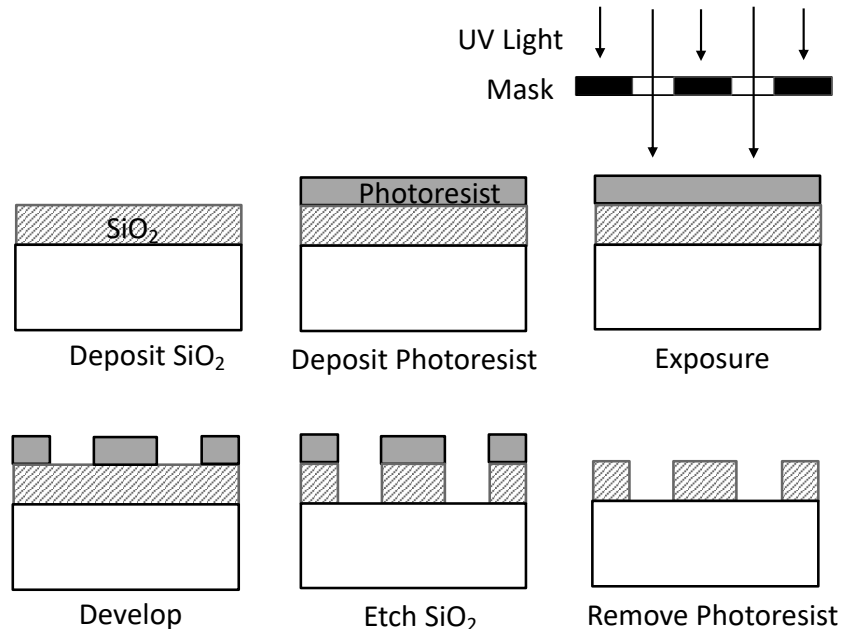 UV Light
Mask
SiO₂
Photoresist
Deposit SiO₂
Deposit Photoresist
Exposure
Develop
Etch SiO₂
Remove Photoresist